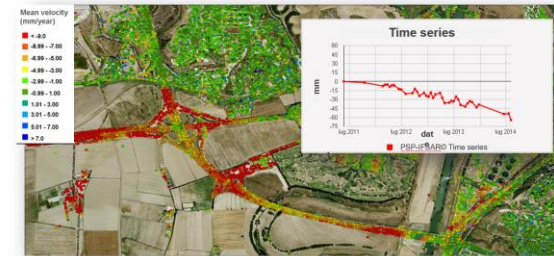 Mean velocity
(mm/year)
< -9.0
-8.99 - -7.00
-6.99 - -5.00
-4.99 - -3.00
-2.99 - -1.00
-0.99 - 1.00
1.01 - 3.00
3.01 - 5.00
5.01 - 7.00
> 7.0
Time series
60
45
30
15
0
-15
-30
-45
-60
-75
mm
lug 2011
lug 2012
lug 2013
lug 2014
dat
e
PSP-IFSAR© Time series